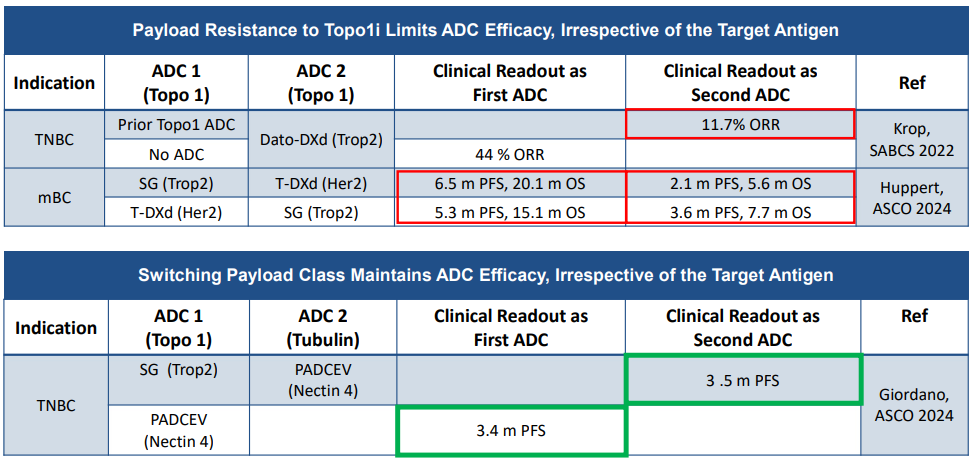 Payload Resistance to Topo1i Limits ADC Efficacy, Irrespective of the Target Antigen
Indication
ADC 1
(Topo 1)
ADC 2
(Topo 1)
Clinical Readout as
First ADC
Clinical Readout as
Second ADC
Ref
TNBC
Prior Topo1 ADC
Dato-DXd (Trop2)
11.7% ORR
Krop,
SABCS 2022
No ADC
44 % ORR
mBC
SG (Trop2)
T-DXd (Her2)
6.5 m PFS, 20.1 m OS
2.1 m PFS, 5.6 m OS
Huppert,
ASCO 2024
T-DXd (Her2)
SG (Trop2)
5.3 m PFS, 15.1 m OS
3.6 m PFS, 7.7 m OS
Switching Payload Class Maintains ADC Efficacy, Irrespective of the Target Antigen
Indication
ADC 1
(Topo 1)
ADC 2
(Tubulin)
Clinical Readout as
First ADC
Clinical Readout as
Second ADC
Ref
TNBC
SG (Trop2)
PADCEV
(Nectin 4)
3 .5 m PFS
Giordano,
ASCO 2024
PADCEV
(Nectin 4)
3.4 m PFS